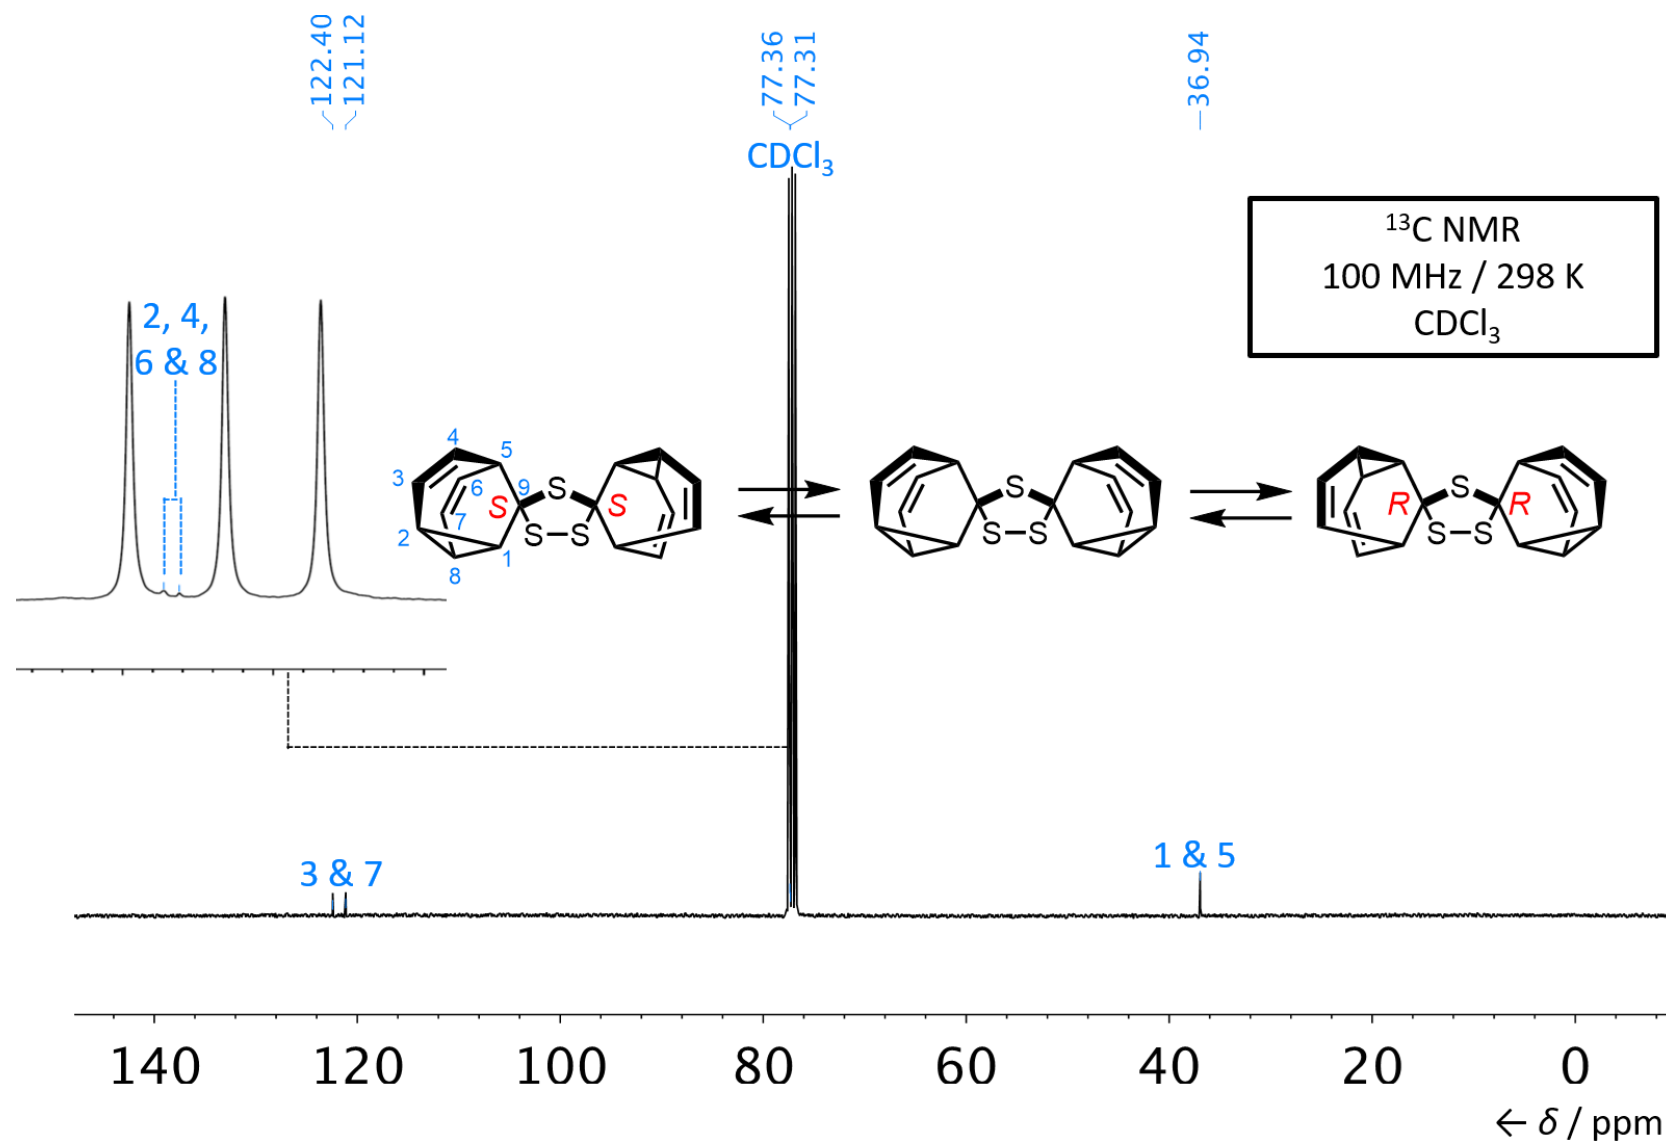 122.40
121.12
77.36
77.31
36.94
CDCl3
13C NMR
100 MHz / 298 K
CDCl3
2, 4,
6 & 8
4
5
3
6
9
S
S
S
7
S
S
2
1
8
S
S
S
R
S
R
S
S
3 & 7
1 & 5
140
120
100
80
60
40
20
0
← δ / ppm